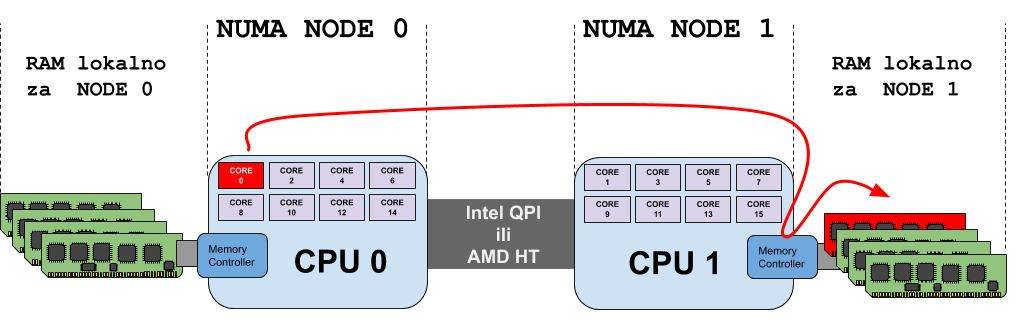 NUMA NODE 0
NUMA NODE 1
RAM lokalno
za NODE 0
RAM lokalno
za NODE 1
CORE
0
CORE
2
CORE
4
CORE
6
CORE
8
CORE
10
CORE
12
CORE
14
Memory
Controller
CPU 0
Intel QPI
ili
AMD HT
CORE
1
CORE
3
CORE
5
CORE
7
CORE
9
CORE
11
CORE
13
CORE
15
CPU 1
Memory
Controller